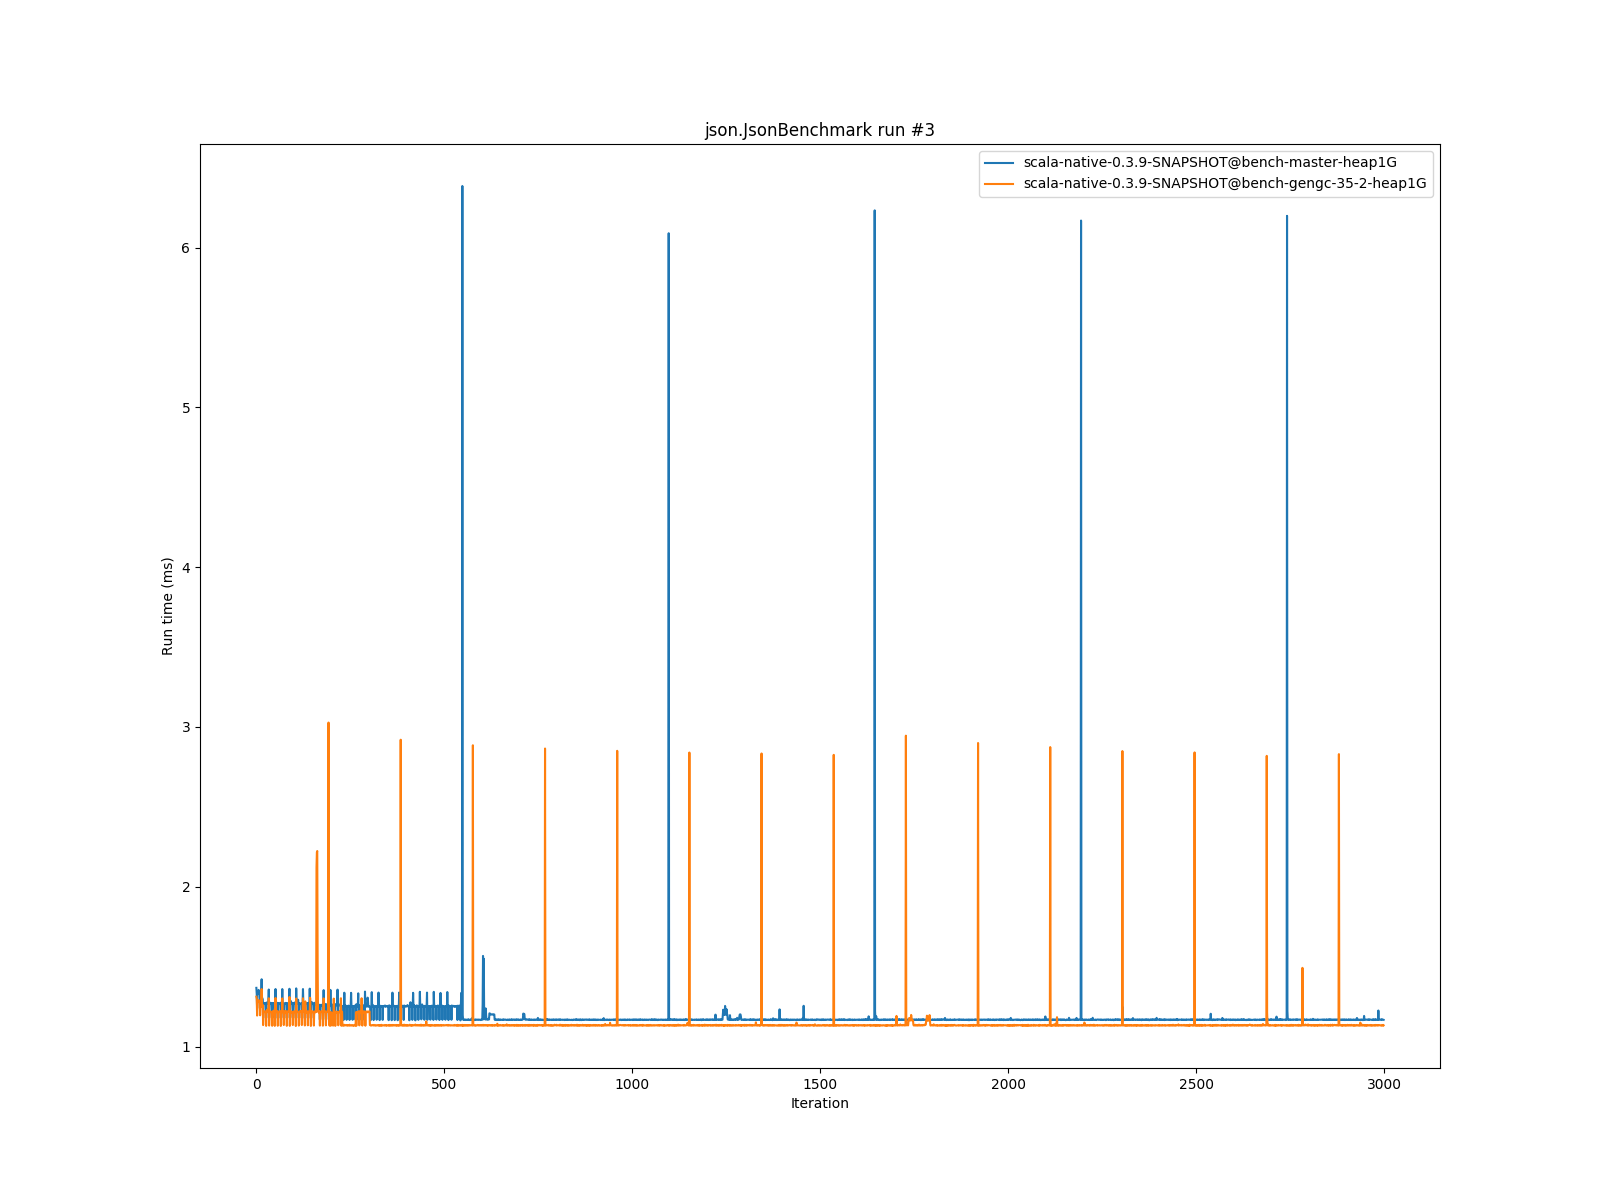 json.JsonBenchmark run #3
scala-native-0.3.9-SNAPSHOT@bench-master-heap1G
scala-native-0.3.9-SNAPSHOT@bench-gengc-35-2-heap1G
6
5
4
3
2
1
Run time (ms)
0 500 1000 1500 2000 2500 3000
Iteration